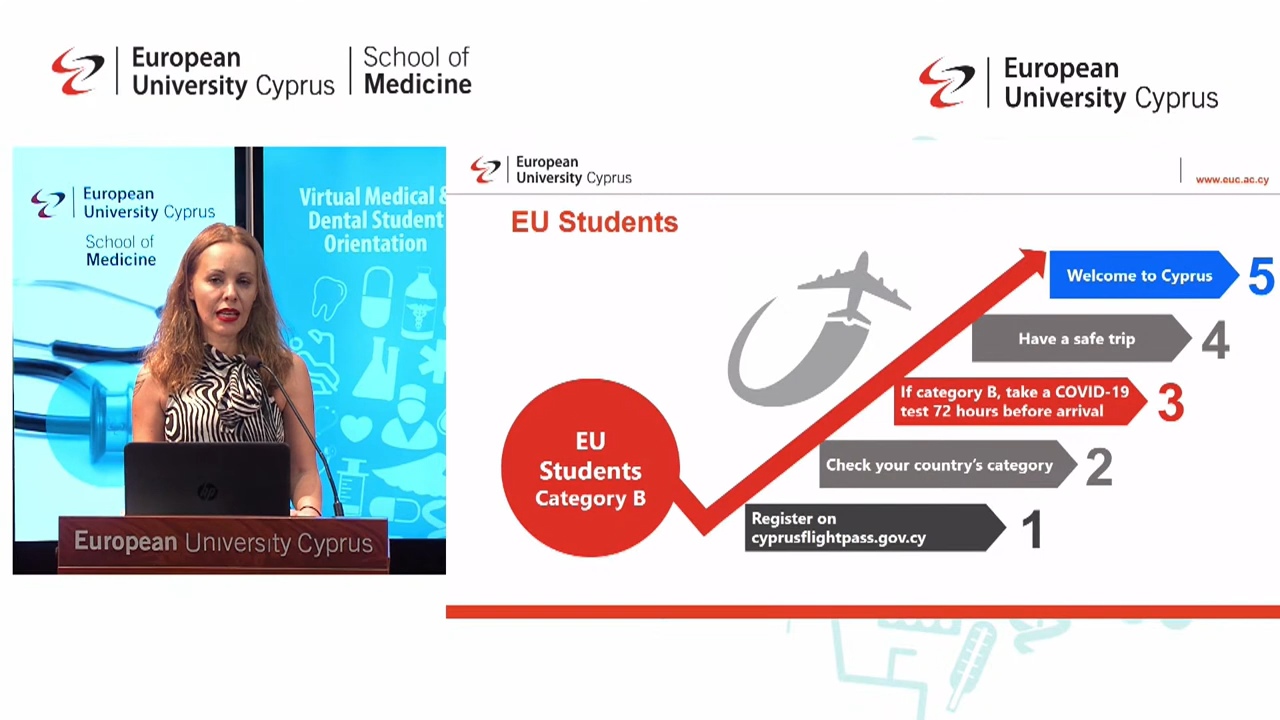 European
University Cyprus
School of
Medicine
European
University Cyprus
European
University Cyprus
School of
Medicine
Virtual Medical &
Dental Student
Orientation
hp
European University Cyprus
European
University Cyprus
www.euc.ac.cy
EU Students
Welcome to Cyprus
5
Have a safe trip
4
If category B, take a COVID-19
test 72 hours before arrival
3
Check your country's category
2
Register on
cyprusflightpass.gov.cy
1
EU
Students
Category B